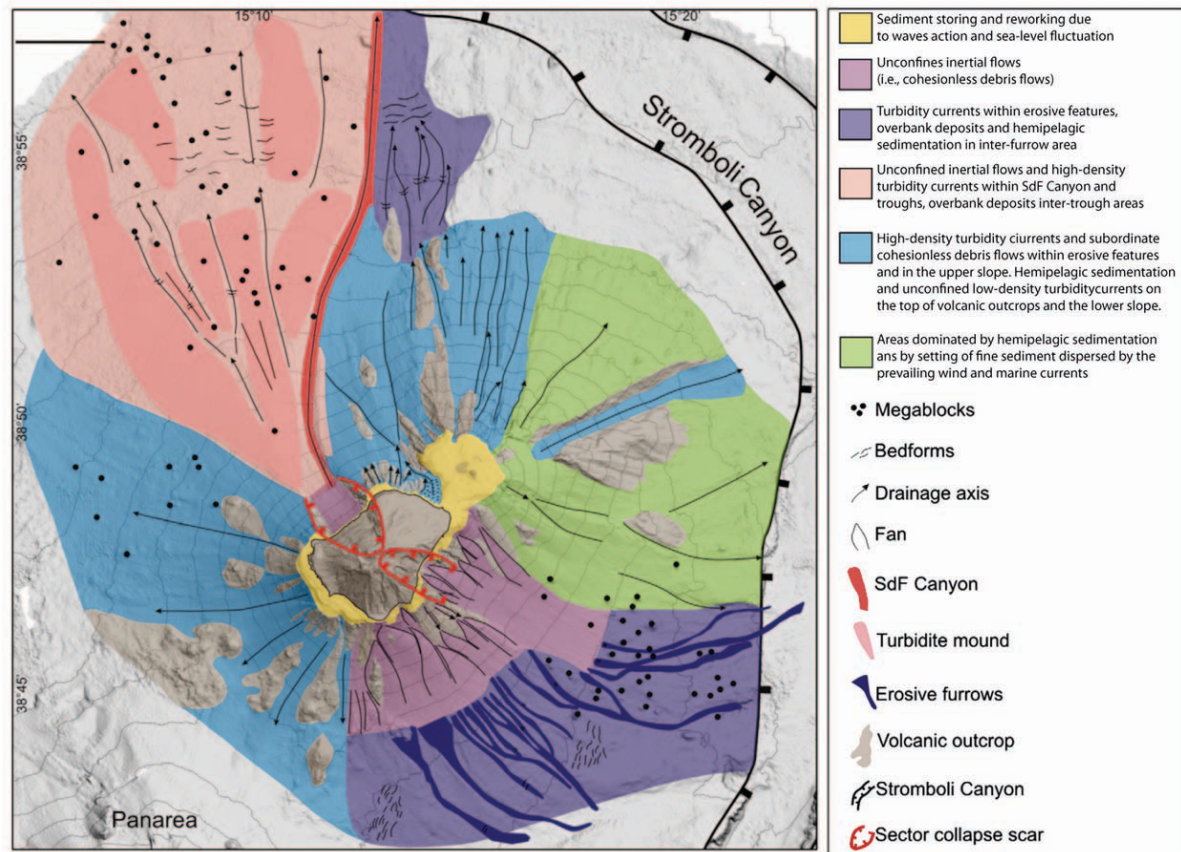 15°10'
15°20'
38°55'
38°50'
38°45'
Stromboli Canyon
Panarea
Sediment storing and reworking due
to waves action and sea-level fluctuation
Unconfines inertial flows
(i.e., cohesionless debris flows)
Turbidity currents within erosive features,
overbank deposits and hemipelagic
sedimentation in inter-furrow area
Unconfined inertial flows and high-density
turbidity currents within SdF Canyon and
troughs, overbank deposits inter-trough areas
High-density turbidity ciurrents and subordinate
cohesionless debris flows within erosive features
and in the upper slope. Hemipelagic sedimentation
and unconfined low-density turbiditycurrents on
the top of volcanic outcrops and the lower slope.
Areas dominated by hemipelagic sedimentation
ans by setting of fine sediment dispersed by the
prevailing wind and marine currents
Megablocks
Bedforms
Drainage axis
Fan
SdF Canyon
Turbidite mound
Erosive furrows
Volcanic outcrop
Stromboli Canyon
Sector collapse scar